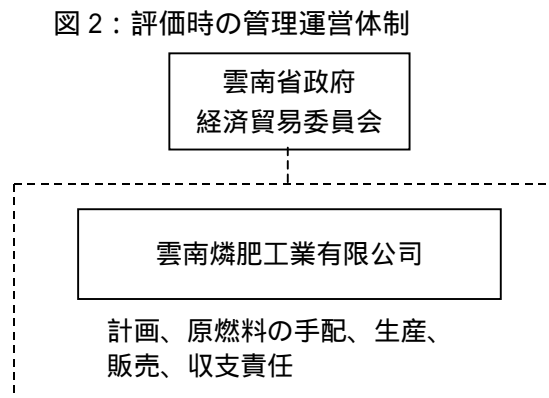 図2：評価時の管理運営体制
雲南省政府
経済貿易委員会
雲南燐肥工業有限公司
計画、原燃料の手配、生産、
販売、収支責任